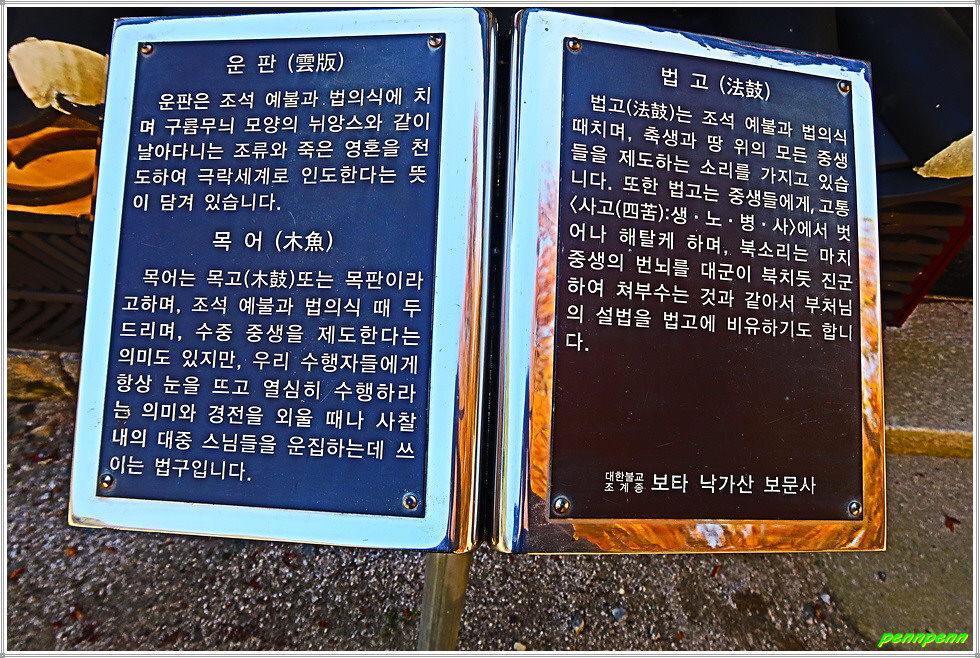 운 판 (雲版)
운판은 조석 예불과 법의식에 치
며 구름무늬 모양의 뉘앙스와 같이
날아다니는 조류와 죽은 영혼을 천
도하여 극락세계로 인도한다는 뜻
이 담겨 있습니다.
목 어 (木魚)
목어는 목고(木鼓)또는 목판이라
고하며, 조석 예불과 법의식 때 두
드리며, 수중 중생을 제도한다는
의미도 있지만, 우리 수행자들에게
항상 눈을 뜨고 열심히 수행하라
는 의미와 경전을 외울 때나 사찰
내의 대중 스님들을 운집하는데 쓰
이는 법구입니다.
법 고 (法鼓)
법고(法鼓)는 조석 예불과 법의식
때치며, 축생과 땅 위의 모든 중생
들을 제도하는 소리를 가지고 있습
니다. 또한 법고는 중생들에게, 고통
〈사고(四苦):생·노·병·사〉에서 벗
어나 해탈케 하며, 북소리는 마치
중생의 번뇌를 대군이 북치듯 진군
하여 쳐부수는 것과 같아서 부처님
의 설법을 법고에 비유하기도 합니
다.
대한불교
조계종 보타 낙가산 보문사
pennpenn